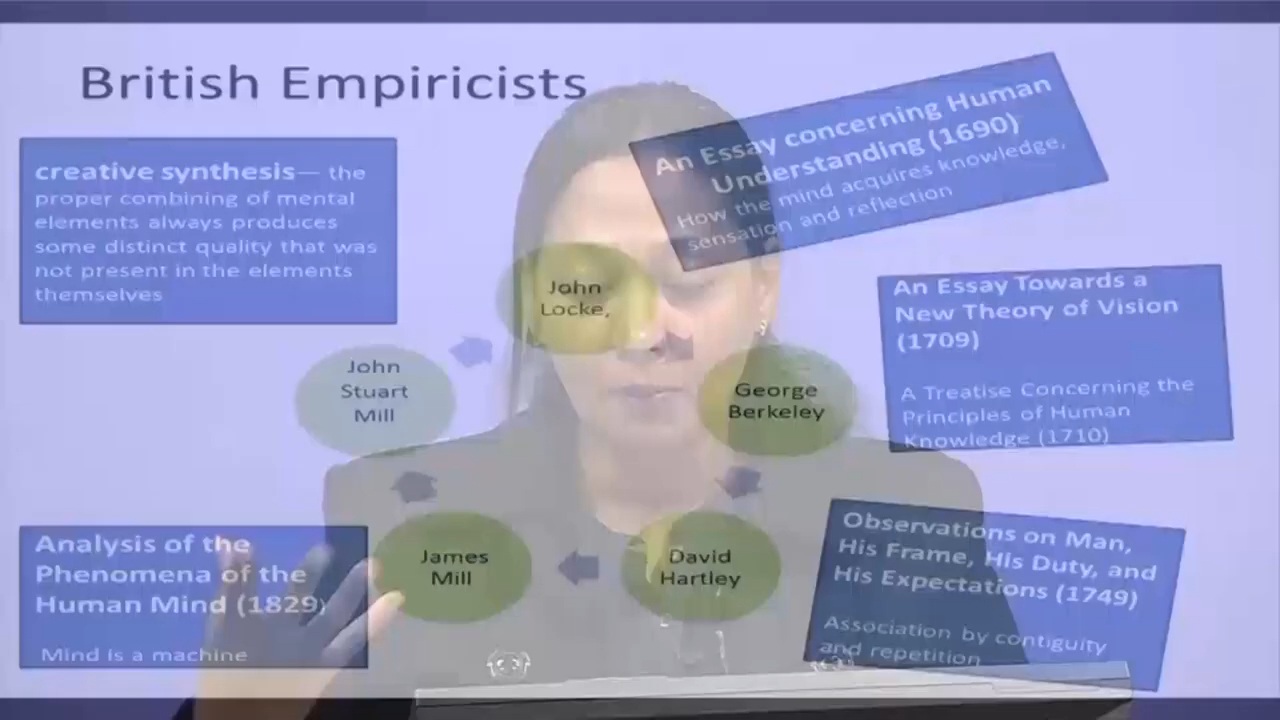 British Empiricists
creative synthesis— the
proper combining of mental
elements always produces
some distinct quality that was
not present in the elements
themselves
An Essay concerning Human
Understanding (1690)
How the mind acquires knowledge,
sensation and reflection
John
Locke,
An Essay Towards a
New Theory of Vision
(1709)
A Treatise Concerning the
Principles of Human
Knowledge (1710)
John
Stuart
Mill
George
Berkeley
Analysis of the
Phenomena of the
Human Mind (1829)
Mind is a machine
James
Mill
David
Hartley
Observations on Man,
His Frame, His Duty, and
His Expectations (1749)
Association by contiguity
and repetition